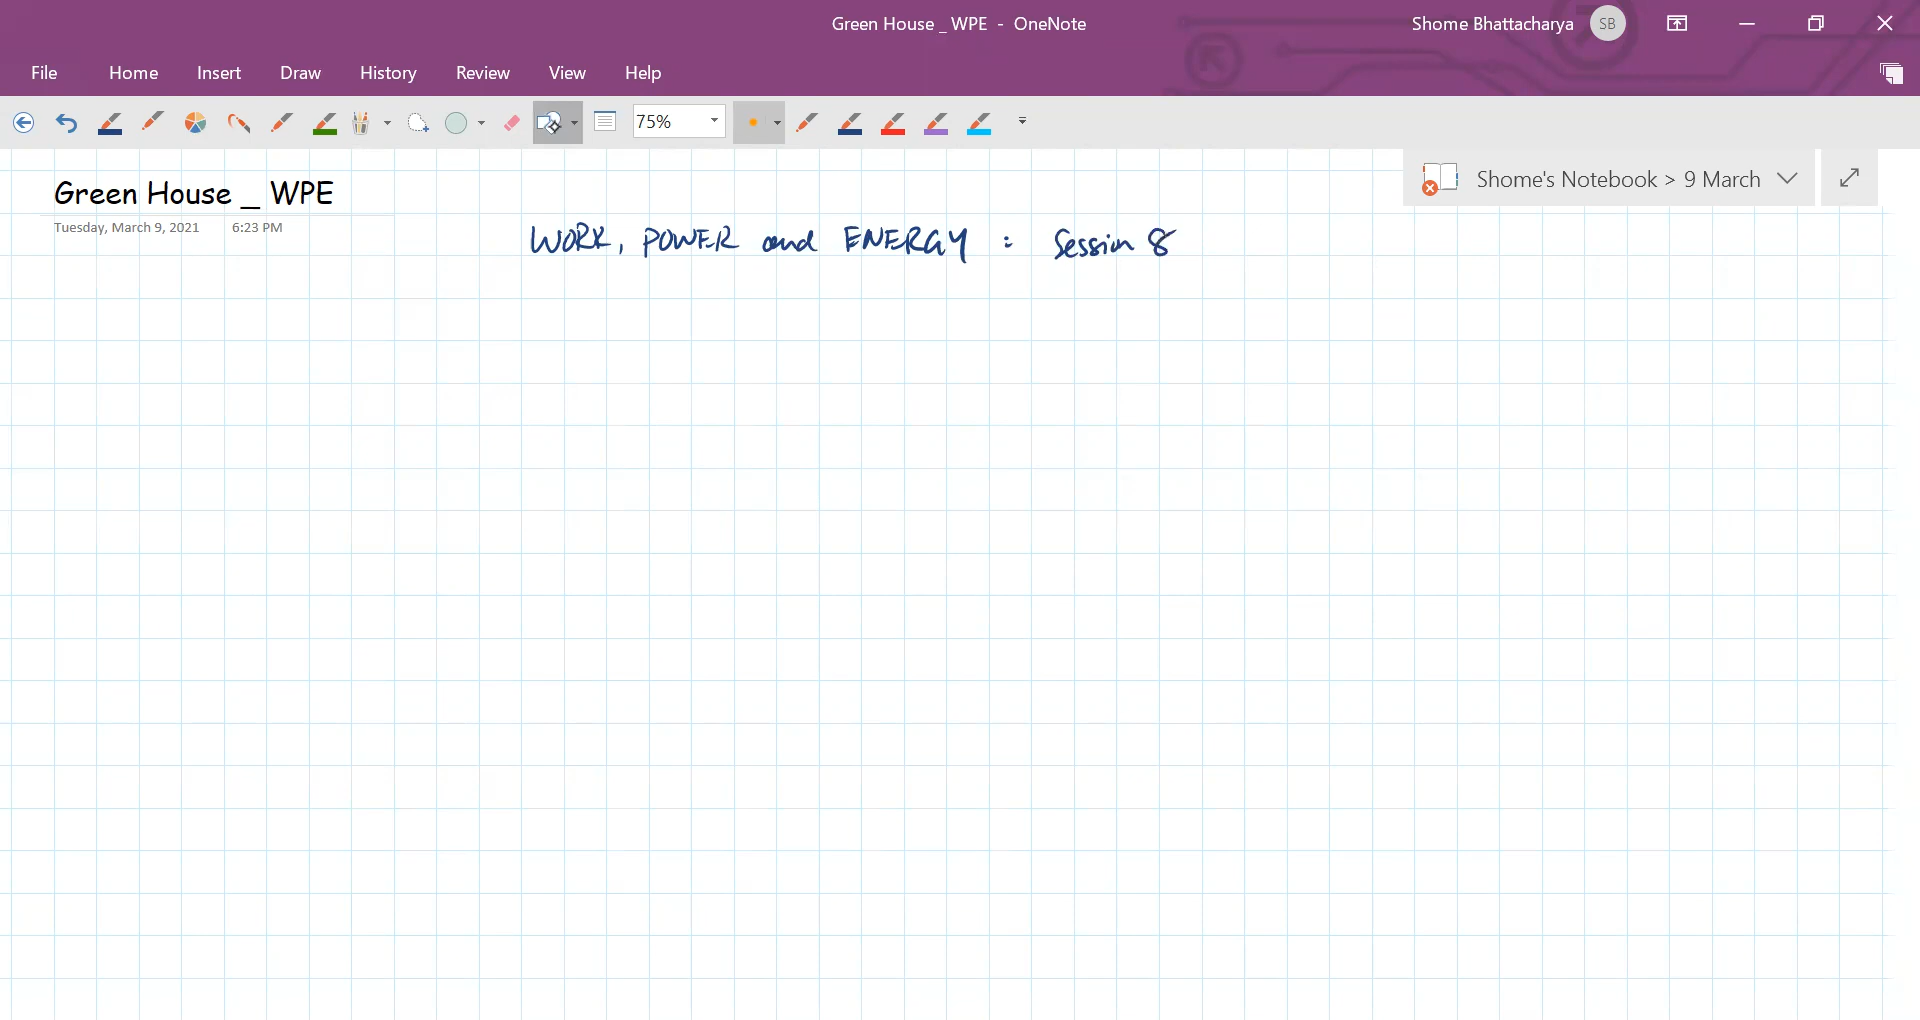 Green House _ WPE - OneNote
Shome Bhattacharya SB
File Home Insert Draw History Review View Help
75%
Shome's Notebook > 9 March
Green House _ WPE
Tuesday, March 9, 2021 6:23 PM
WORK, POWER and ENERGY : Session 8